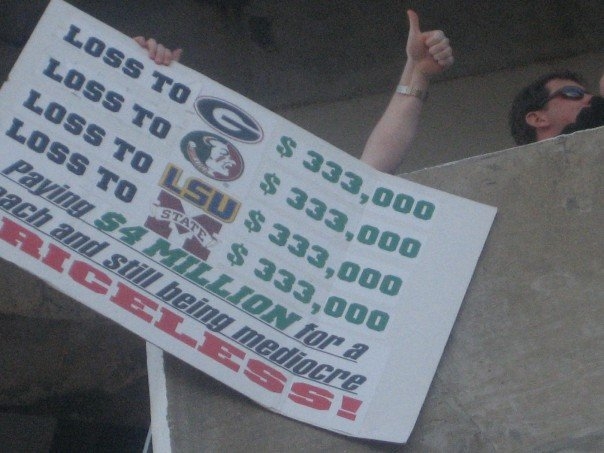 LOSS TO G $ 333,000
LOSS TO $ 333,000
LOSS TO LSU $ 333,000
LOSS TO M STATE $ 333,000
Paying $4 MILLION for a
oach and still being mediocre
RICELESS!